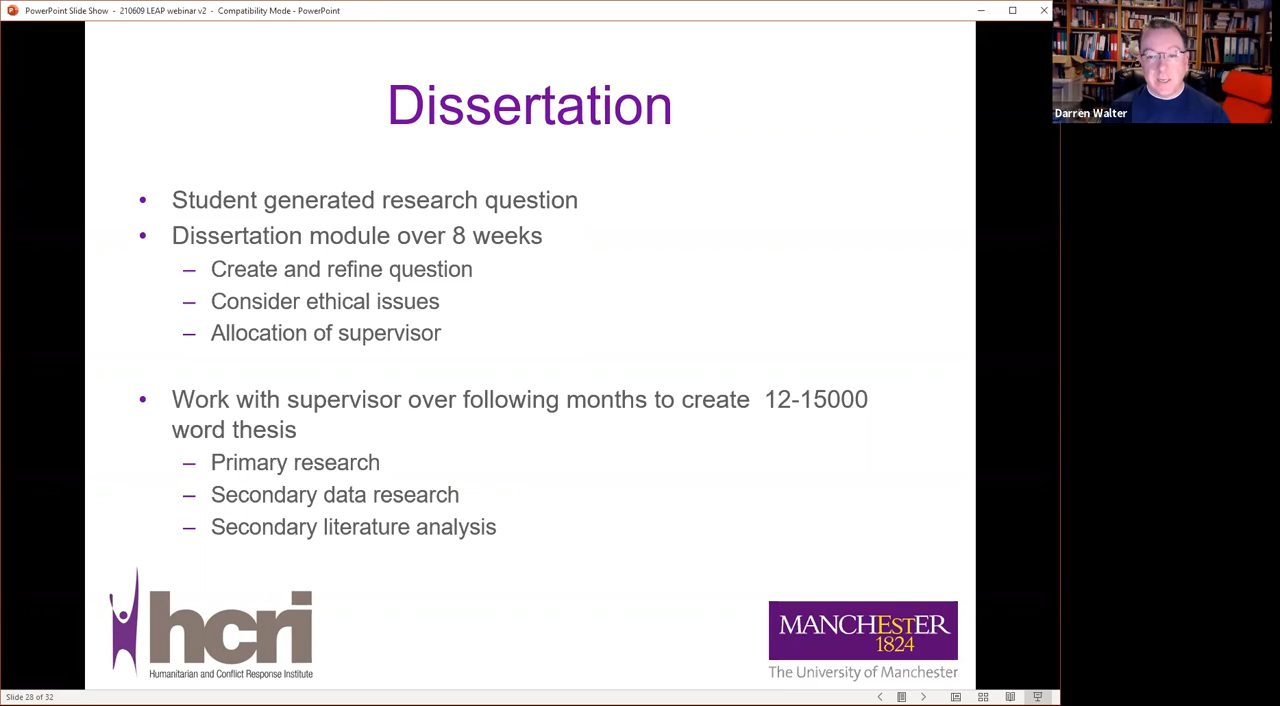 PowerPoint Slide Show - 210609 LEAP webinar v2 - Compatibility Mode - PowerPoint
Darren Walter
Dissertation
• Student generated research question
• Dissertation module over 8 weeks
– Create and refine question
– Consider ethical issues
– Allocation of supervisor
• Work with supervisor over following months to create 12-15000
word thesis
– Primary research
– Secondary data research
– Secondary literature analysis
hcri
Humanitarian and Conflict Response Institute
MANCHESTER
1824
The University of Manchester
Slide 28 of 32